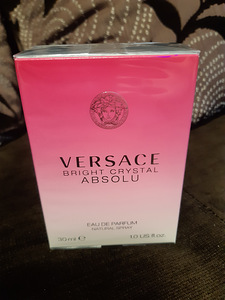 VERSACE
BRIGHT CRYSTAL
ABSOLU
EAU DE PARFUM
NATURAL SPRAY
30 ml ℮ 1.0 US fl.oz.